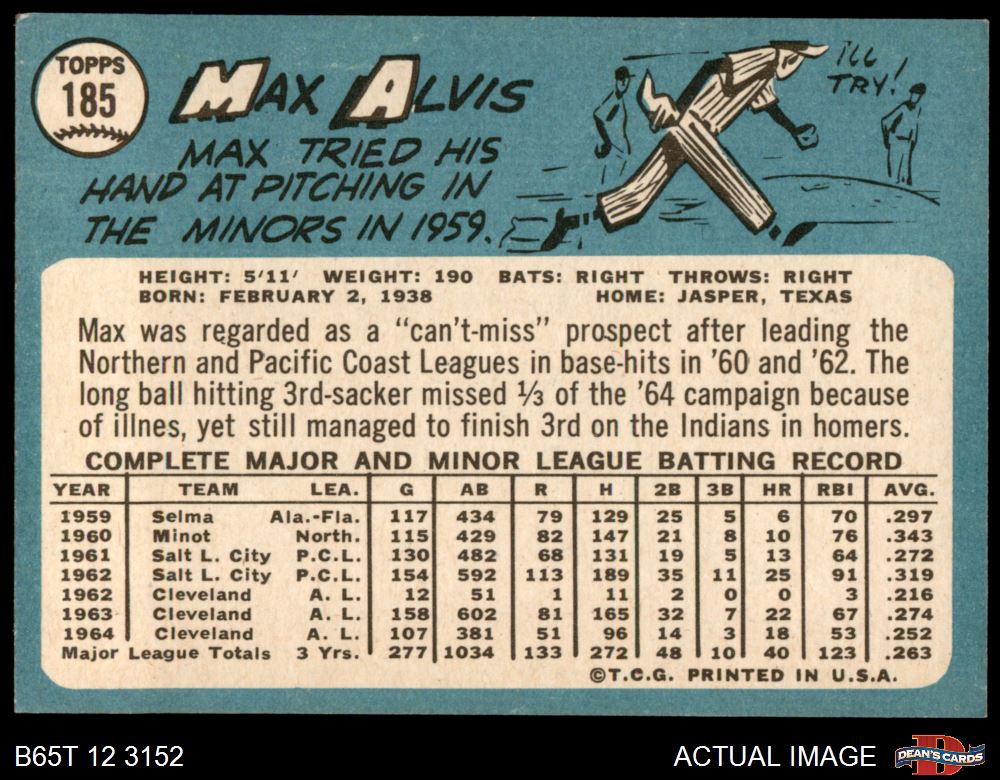 TOPPS
185
MAX ALVIS
I'LL
TRY!
MAX TRIED HIS
HAND AT PITCHING IN
THE MINORS IN 1959.
HEIGHT: 5'11' WEIGHT: 190 BATS: RIGHT THROWS: RIGHT
BORN: FEBRUARY 2, 1938 HOME: JASPER, TEXAS
Max was regarded as a "can't-miss" prospect after leading the
Northern and Pacific Coast Leagues in base-hits in '60 and '62. The
long ball hitting 3rd-sacker missed ⅓ of the '64 campaign because
of illnes, yet still managed to finish 3rd on the Indians in homers.
COMPLETE MAJOR AND MINOR LEAGUE BATTING RECORD
YEAR TEAM LEA. G AB R H 2B 3B HR RBI AVG.
1959 Selma Ala.-Fla. 117 434 79 129 25 5 6 70 .297
1960 Minot North. 115 429 82 147 21 8 10 76 .343
1961 Salt L. City P.C.L. 130 482 68 131 19 5 13 64 .272
1962 Salt L. City P.C.L. 154 592 113 189 35 11 25 91 .319
1962 Cleveland A. L. 12 51 1 11 2 0 0 3 .216
1963 Cleveland A. L. 158 602 81 165 32 7 22 67 .274
1964 Cleveland A. L. 107 381 51 96 14 3 18 53 .252
Major League Totals 3 Yrs. 277 1034 133 272 48 10 40 123 .263
©T.C.G. PRINTED IN U.S.A.
B65T 12 3152 ACTUAL IMAGE DEAN'S CARDS